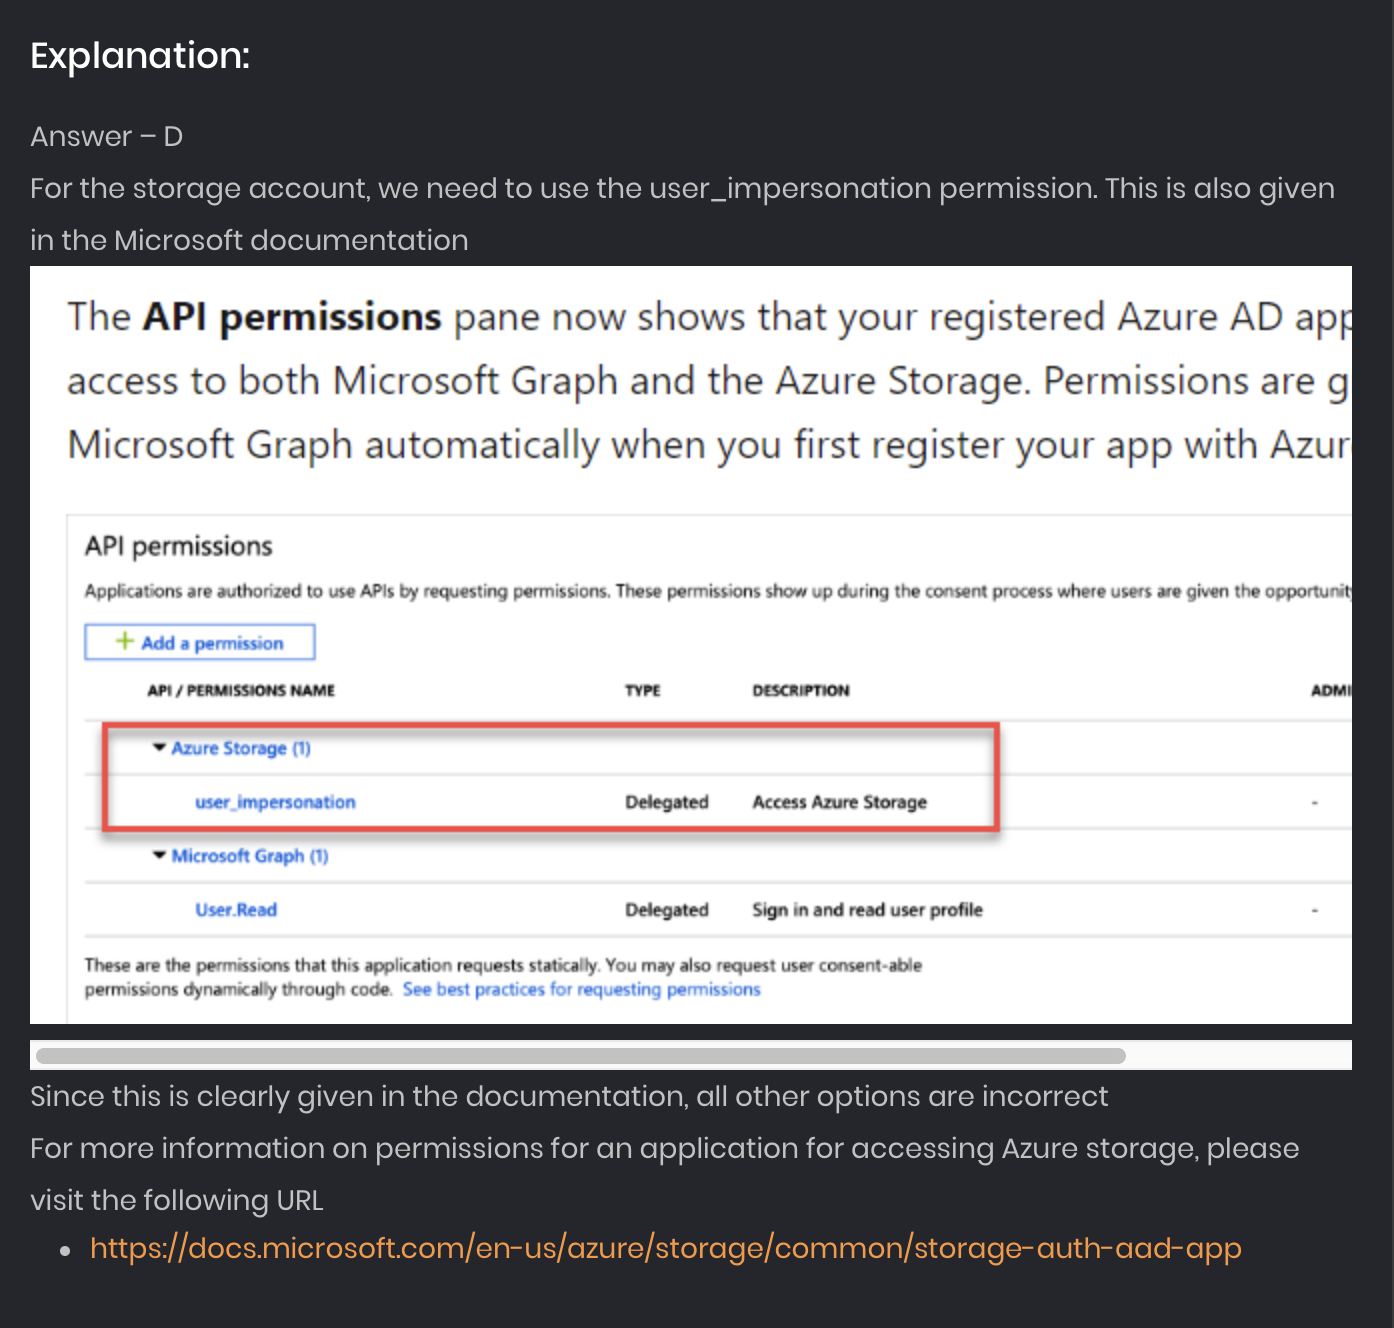 Explanation:
Answer – D
For the storage account, we need to use the user_impersonation permission. This is also given
in the Microsoft documentation
The API permissions pane now shows that your registered Azure AD app
access to both Microsoft Graph and the Azure Storage. Permissions are g
Microsoft Graph automatically when you first register your app with Azur
API permissions
Applications are authorized to use APIs by requesting permissions. These permissions show up during the consent process where users are given the opportunit
+ Add a permission
API / PERMISSIONS NAME TYPE DESCRIPTION ADMI
Azure Storage (1)
user_impersonation Delegated Access Azure Storage -
Microsoft Graph (1)
User.Read Delegated Sign in and read user profile -
These are the permissions that this application requests statically. You may also request user consent-able
permissions dynamically through code. See best practices for requesting permissions
Since this is clearly given in the documentation, all other options are incorrect
For more information on permissions for an application for accessing Azure storage, please
visit the following URL
• https://docs.microsoft.com/en-us/azure/storage/common/storage-auth-aad-app